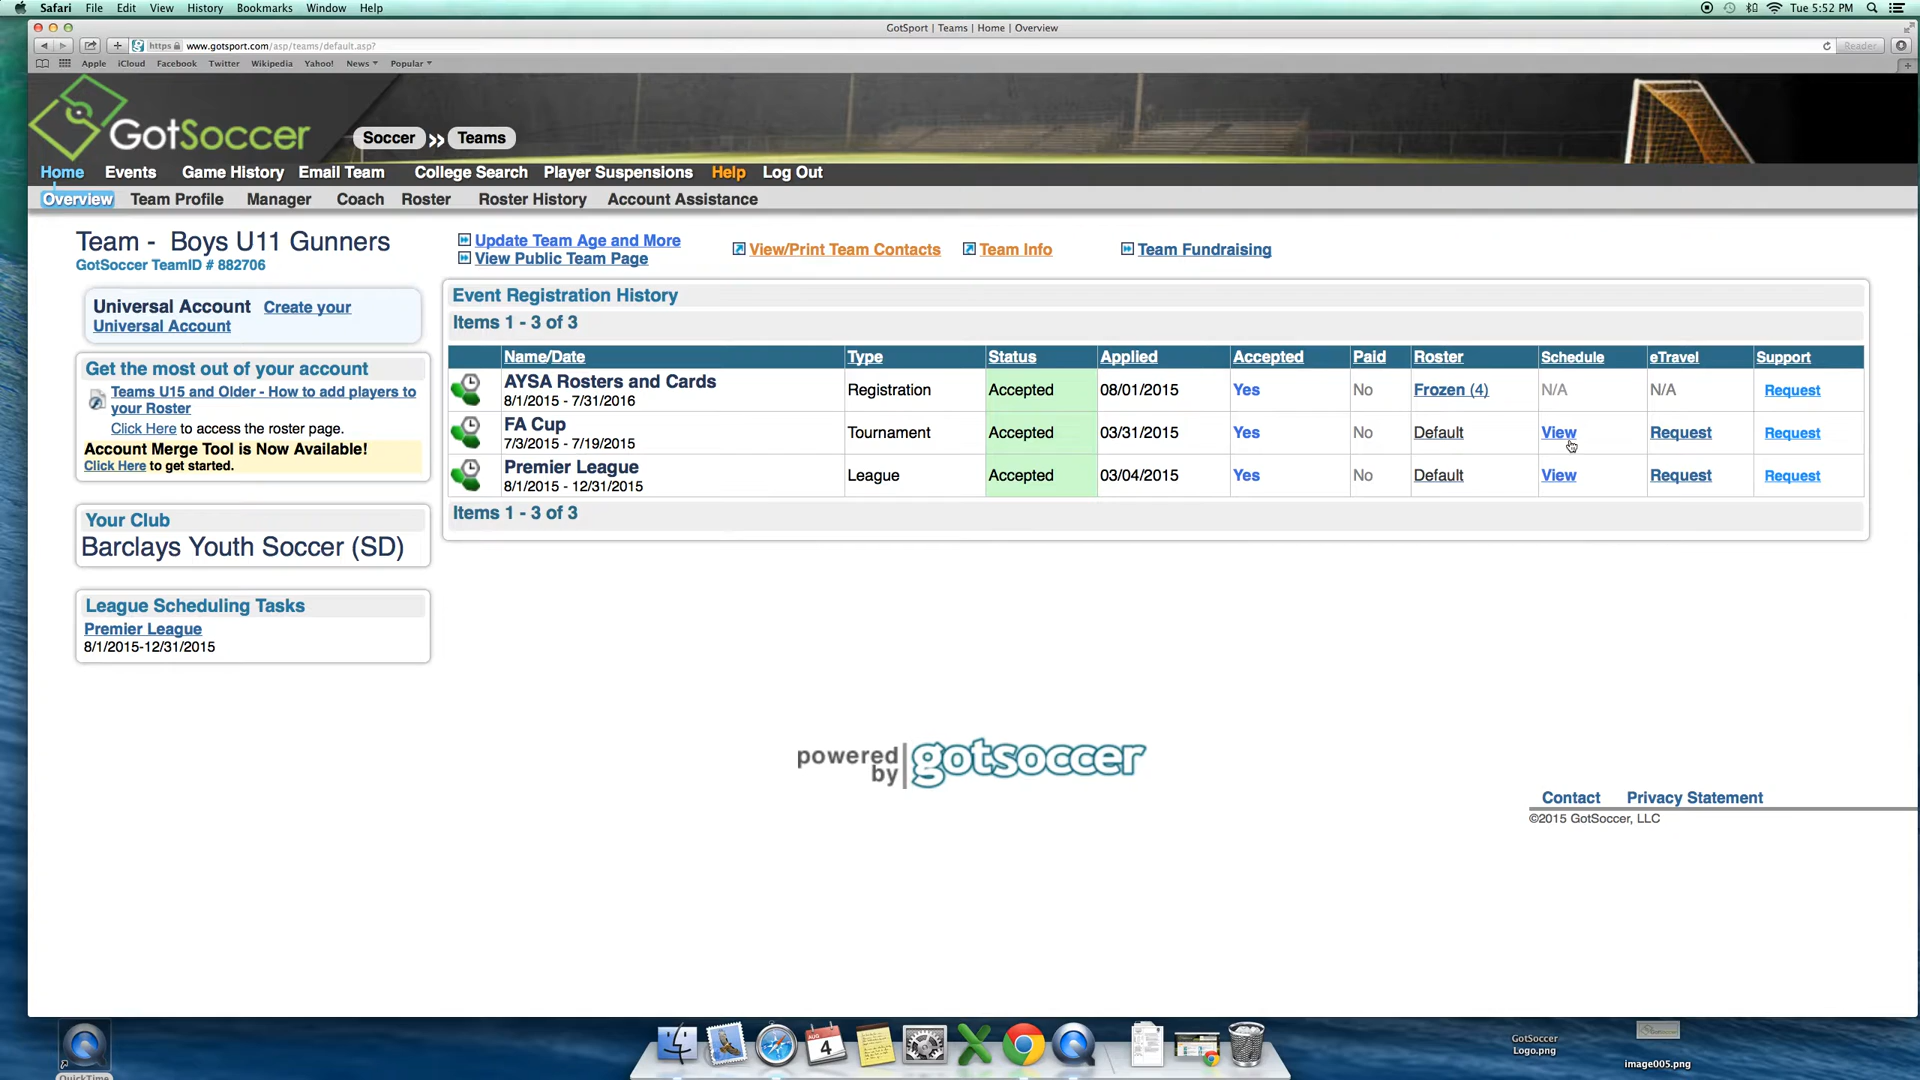 Safari File Edit View History Bookmarks Window Help Tue 5:52 PM
GotSport | Teams | Home | Overview
https www.gotsport.com/asp/teams/default.asp? Reader
Apple iCloud Facebook Twitter Wikipedia Yahoo! News Popular
GotSoccer Soccer » Teams
Home Events Game History Email Team College Search Player Suspensions Help Log Out
Overview Team Profile Manager Coach Roster Roster History Account Assistance
Team - Boys U11 Gunners
GotSoccer TeamID # 882706
Update Team Age and More
View Public Team Page
View/Print Team Contacts Team Info Team Fundraising
Universal Account Create your
Universal Account
Get the most out of your account
Teams U15 and Older - How to add players to
your Roster
Click Here to access the roster page.
Account Merge Tool is Now Available!
Click Here to get started.
Your Club
Barclays Youth Soccer (SD)
League Scheduling Tasks
Premier League
8/1/2015-12/31/2015
Event Registration History
Items 1 - 3 of 3
Name/Date Type Status Applied Accepted Paid Roster Schedule eTravel Support
AYSA Rosters and Cards
8/1/2015 - 7/31/2016 Registration Accepted 08/01/2015 Yes No Frozen (4) N/A N/A Request
FA Cup
7/3/2015 - 7/19/2015 Tournament Accepted 03/31/2015 Yes No Default View Request Request
Premier League
8/1/2015 - 12/31/2015 League Accepted 03/04/2015 Yes No Default View Request Request
Items 1 - 3 of 3
powered
by gotsoccer
Contact Privacy Statement
©2015 GotSoccer, LLC
4
GotSoccer
Logo.png
image005.png
QuickTime